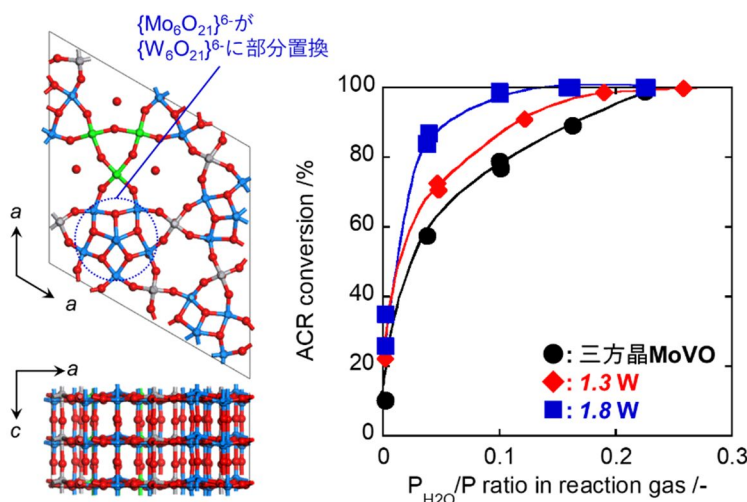 {Mo₆O₂₁}⁶⁻が
{W₆O₂₁}⁶⁻に部分置換
a
a
a
c
ACR conversion /%
100
80
60
40
20
0
0
0.1
0.2
0.3
●: 三方晶MoVO
◆: 1.3 W
■: 1.8 W
P_H₂O/P ratio in reaction gas /-